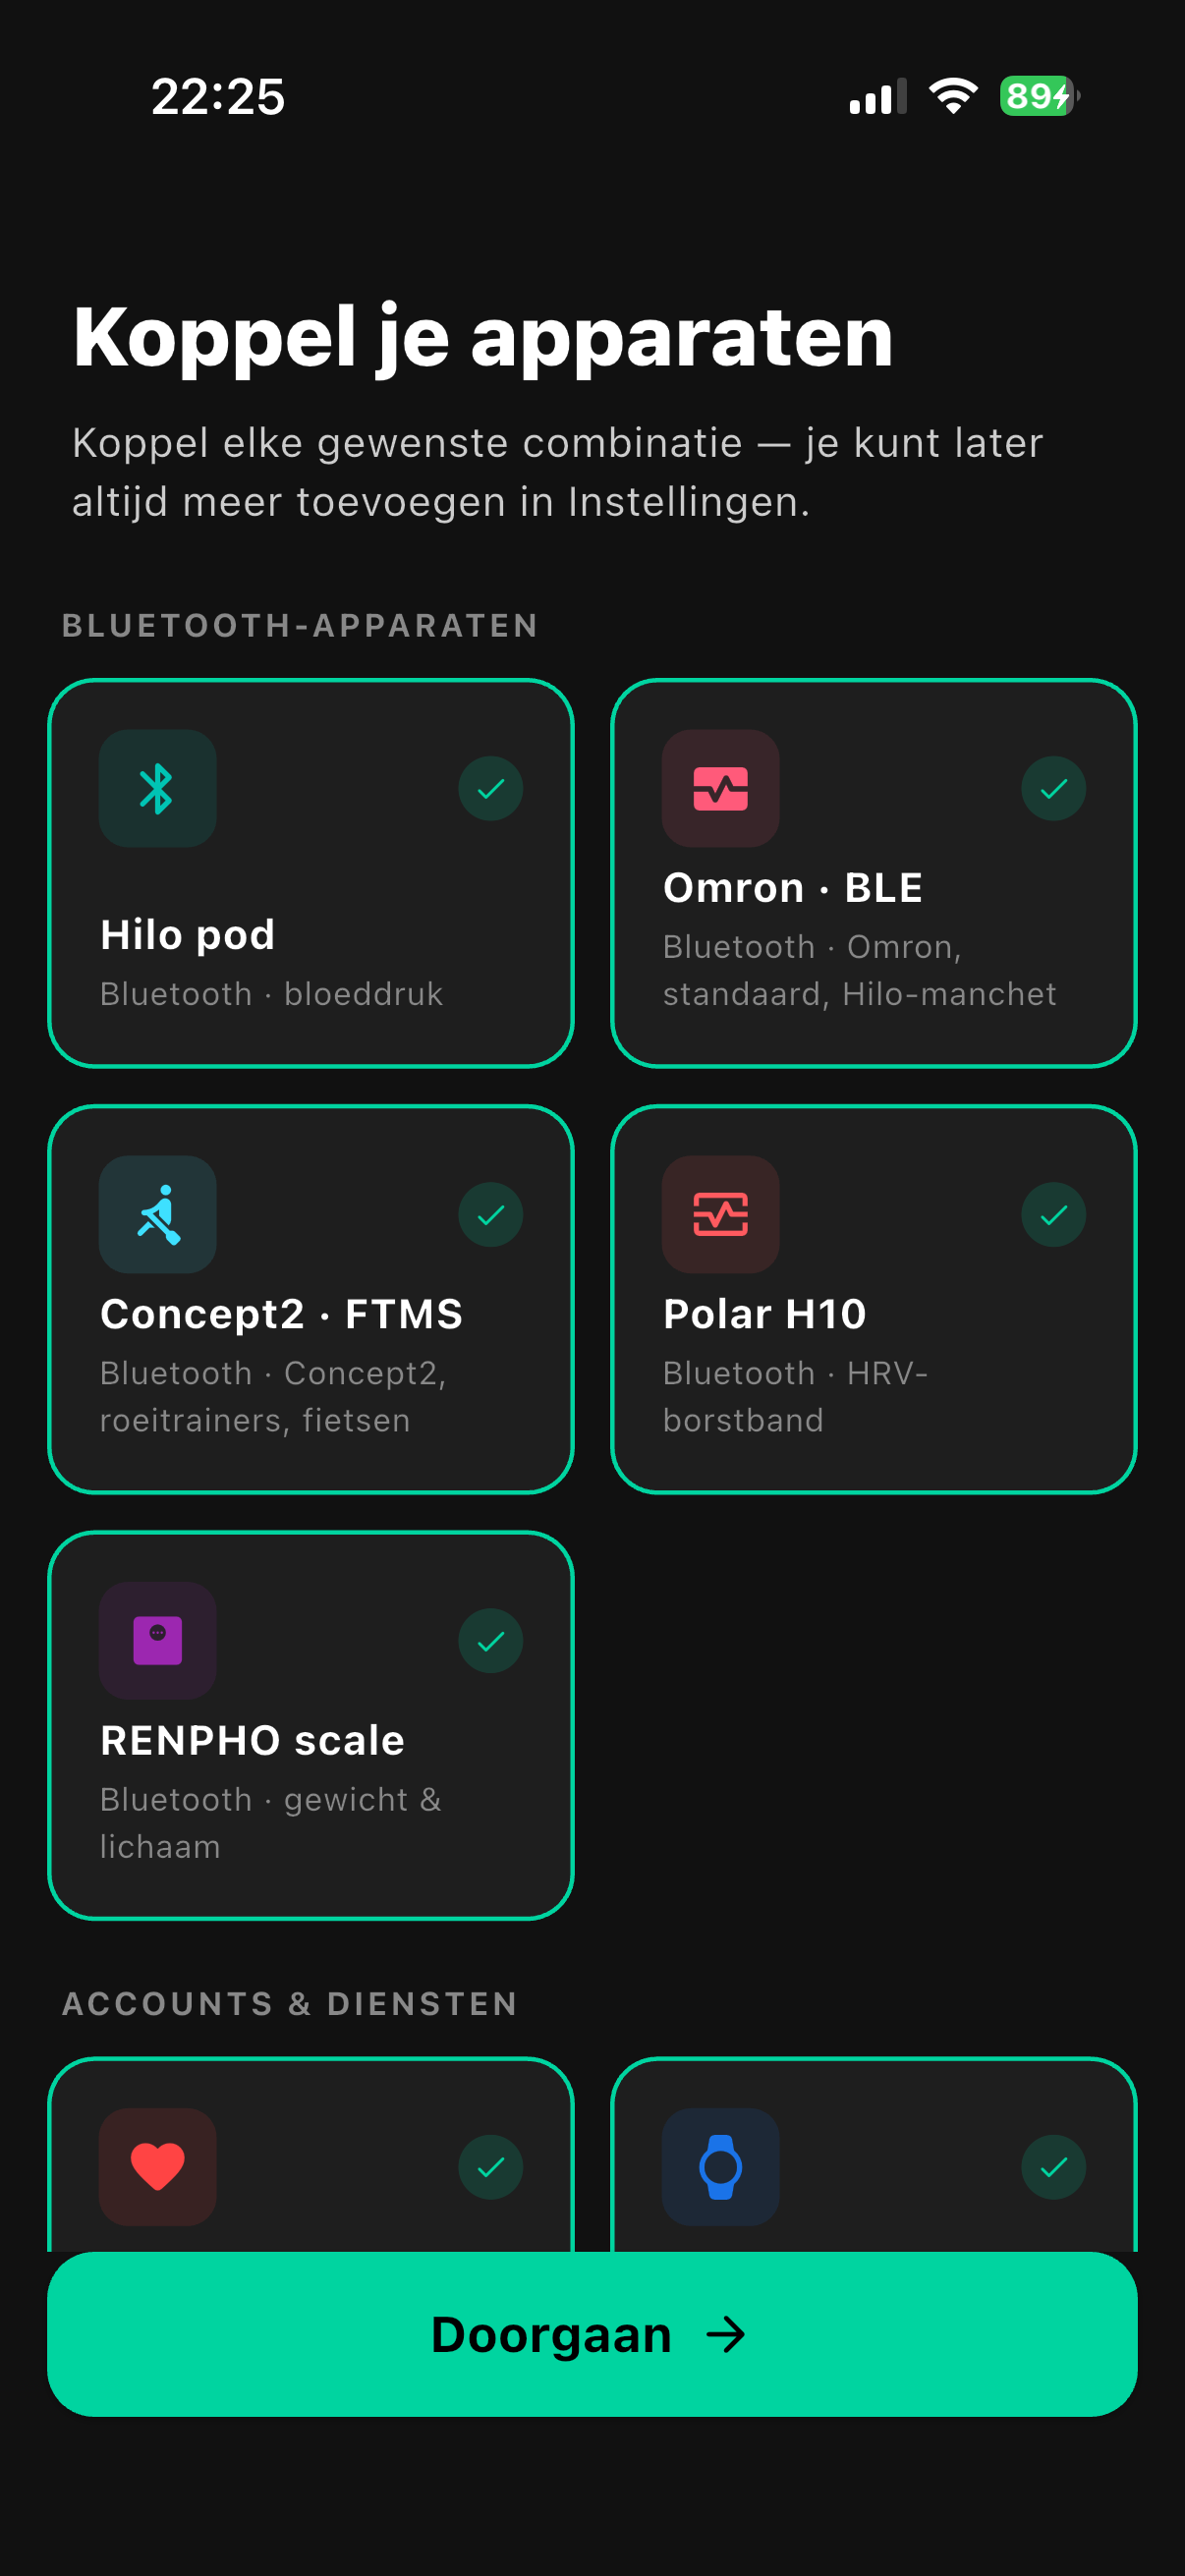 22:25
89
Koppel je apparaten
Koppel elke gewenste combinatie — je kunt later
altijd meer toevoegen in Instellingen.
BLUETOOTH-APPARATEN
Hilo pod
Bluetooth · bloeddruk
Omron · BLE
Bluetooth · Omron,
standaard, Hilo-manchet
Concept2 · FTMS
Bluetooth · Concept2,
roeitrainers, fietsen
Polar H10
Bluetooth · HRV-
borstband
RENPHO scale
Bluetooth · gewicht &
lichaam
ACCOUNTS & DIENSTEN
Doorgaan →